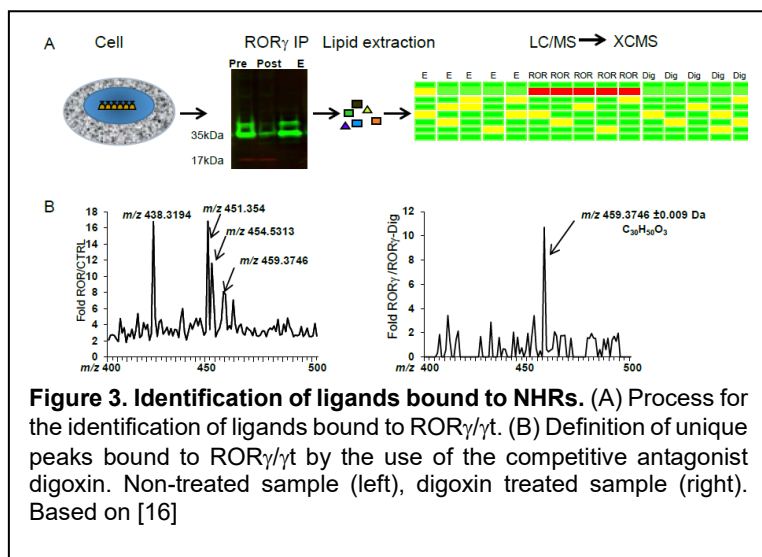 A
Cell
RORγ IP
Lipid extraction
LC/MS → XCMS
Pre Post E
35kDa
17kDa
E E E E E ROR ROR ROR ROR ROR Dig Dig Dig Dig Dig
B
Fold ROR/CTRL
18
16
14
12
10
8
6
4
2
0
m/z 438.3194
m/z 451.354
m/z 454.5313
m/z 459.3746
m/z 400 450 500
Fold RORγ/RORγ-Dig
12
10
8
6
4
2
0
m/z 459.3746 ±0.009 Da
C₃₀H₅₀O₃
m/z 400 450 500
Figure 3. Identification of ligands bound to NHRs. (A) Process for
the identification of ligands bound to RORγ/γt. (B) Definition of unique
peaks bound to RORγ/γt by the use of the competitive antagonist
digoxin. Non-treated sample (left), digoxin treated sample (right).
Based on [16]